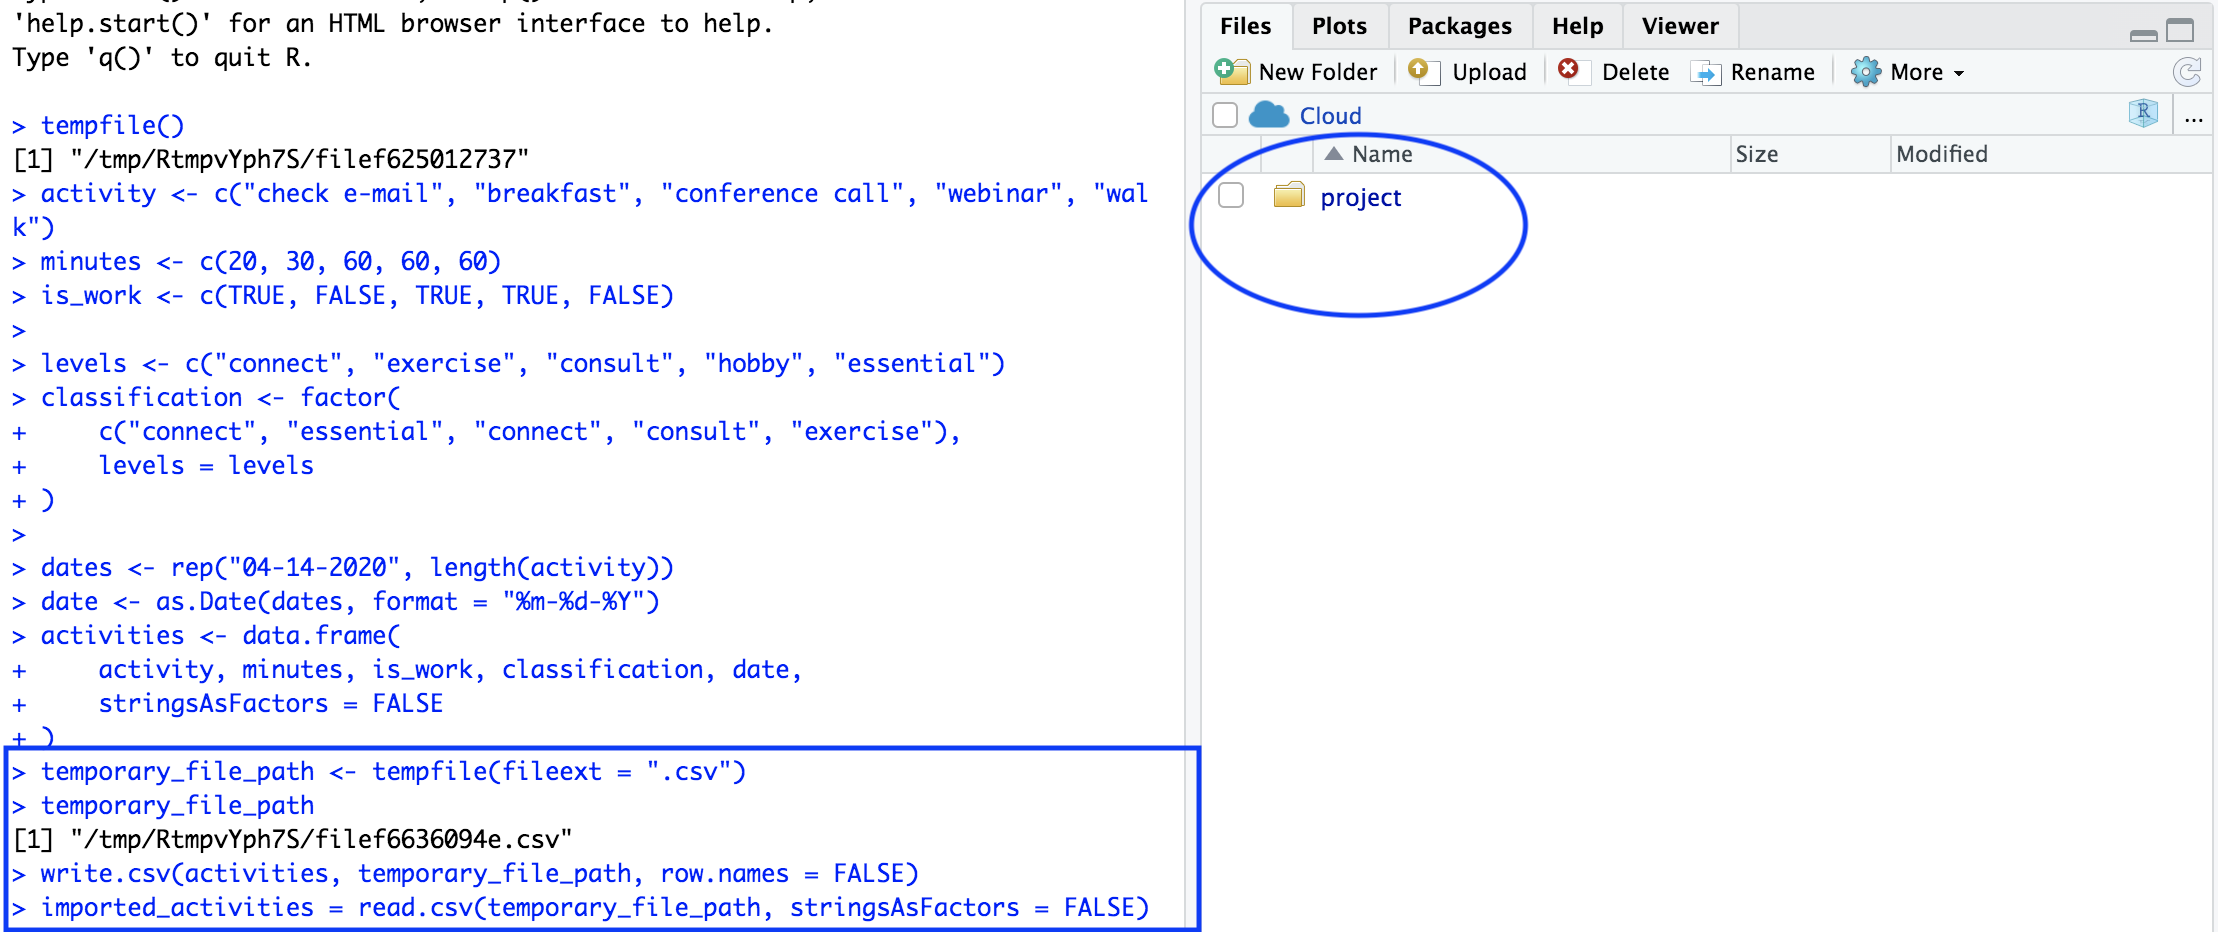 'help.start()' for an HTML browser interface to help.
Type 'q()' to quit R.
> tempfile()
[1] "/tmp/RtmpvYph7S/filef625012737"
> activity <- c("check e-mail", "breakfast", "conference call", "webinar", "wal
k")
> minutes <- c(20, 30, 60, 60, 60)
> is_work <- c(TRUE, FALSE, TRUE, TRUE, FALSE)
>
> levels <- c("connect", "exercise", "consult", "hobby", "essential")
> classification <- factor(
+     c("connect", "essential", "connect", "consult", "exercise"),
+     levels = levels
+ )
>
> dates <- rep("04-14-2020", length(activity))
> date <- as.Date(dates, format = "%m-%d-%Y")
> activities <- data.frame(
+     activity, minutes, is_work, classification, date,
+     stringsAsFactors = FALSE
+ )
> temporary_file_path <- tempfile(fileext = ".csv")
> temporary_file_path
[1] "/tmp/RtmpvYph7S/filef6636094e.csv"
> write.csv(activities, temporary_file_path, row.names = FALSE)
> imported_activities = read.csv(temporary_file_path, stringsAsFactors = FALSE)
Files Plots Packages Help Viewer
New Folder Upload Delete Rename More
Cloud R ...
Name Size Modified
project